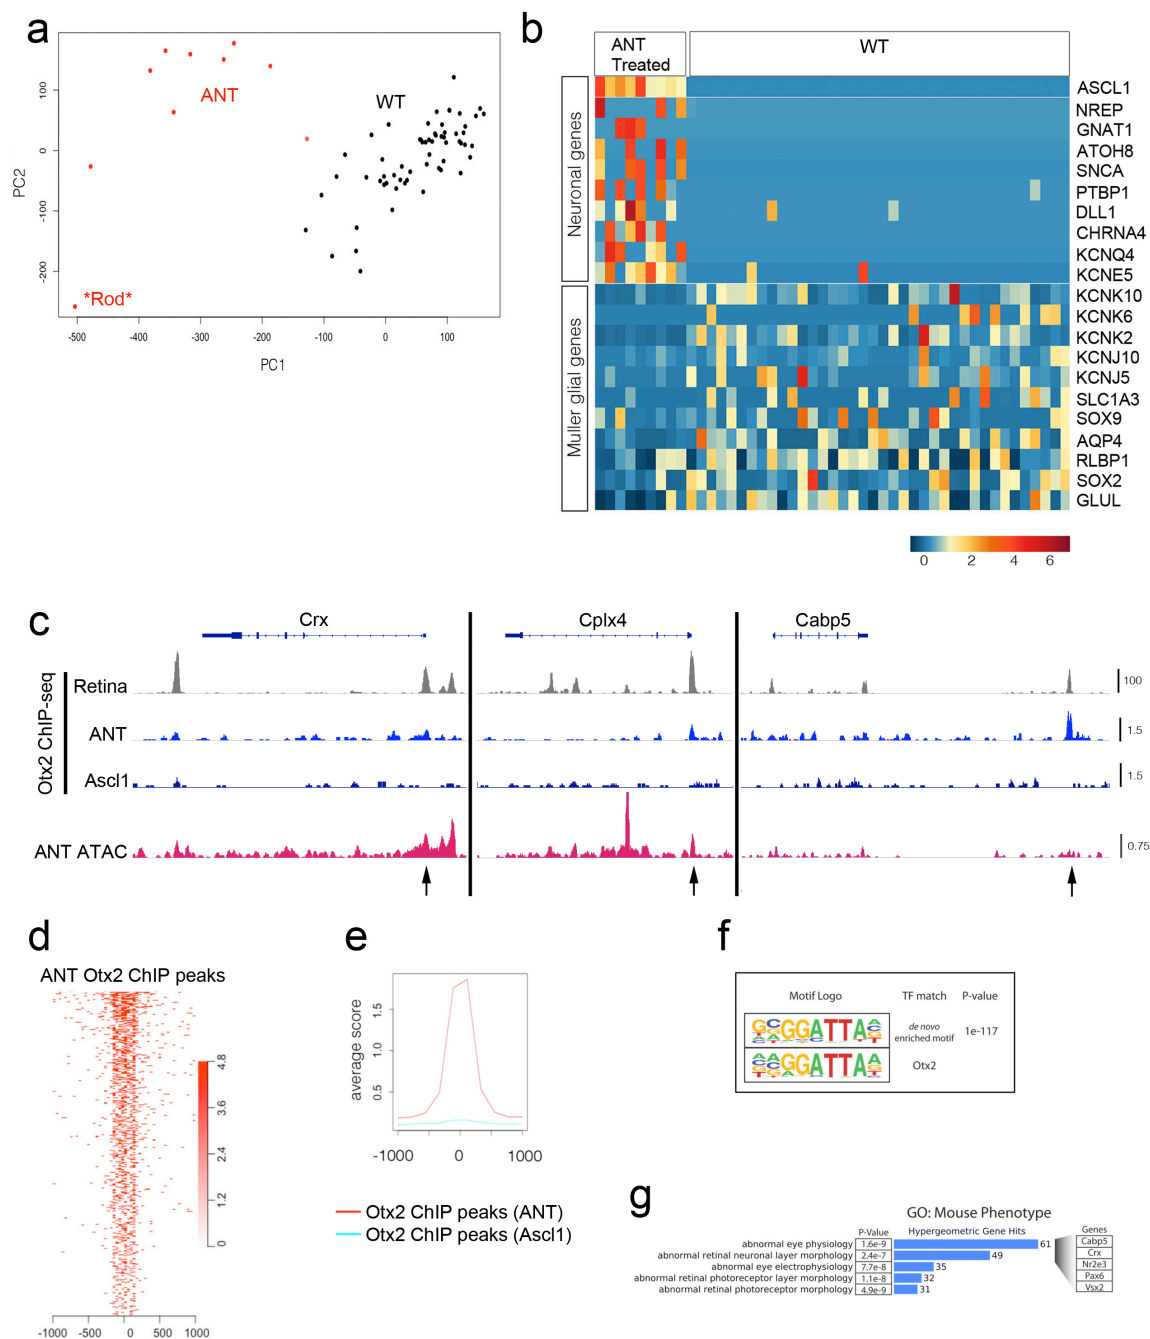 a
ANT
WT
*Rod*
PC2
100
0
-100
-200
-500
-400
-300
-200
-100
0
100
PC1
b
ANT
Treated
WT
Neuronal genes
Muller glial genes
ASCL1
NREP
GNAT1
ATOH8
SNCA
PTBP1
DLL1
CHRNA4
KCNQ4
KCNE5
KCNK10
KCNK6
KCNK2
KCNJ10
KCNJ5
SLC1A3
SOX9
AQP4
RLBP1
SOX2
GLUL
0 2 4 6
c
Crx
Cplx4
Cabp5
Otx2 ChIP-seq
Retina
100
ANT
1.5
Ascl1
1.5
ANT ATAC
0.75
d
ANT Otx2 ChIP peaks
4.8
3.6
2.4
1.2
0
-1000 -500 0 500 1000
e
average score
1.5
1.0
0.5
-1000 0 1000
Otx2 ChIP peaks (ANT)
Otx2 ChIP peaks (Ascl1)
f
Motif Logo TF match P-value
GGATTA
de novo
enriched motif
1e-117
GGATTA
Otx2
g
GO: Mouse Phenotype
P-Value Hypergeometric Gene Hits Genes
abnormal eye physiology 1.6e-9 61
abnormal retinal neuronal layer morphology 2.4e-7 49
abnormal eye electrophysiology 7.7e-8 35
abnormal retinal photoreceptor layer morphology 1.1e-8 32
abnormal retinal photoreceptor morphology 4.9e-9 31
Cabp5
Crx
Nr2e3
Pax6
Vsx2